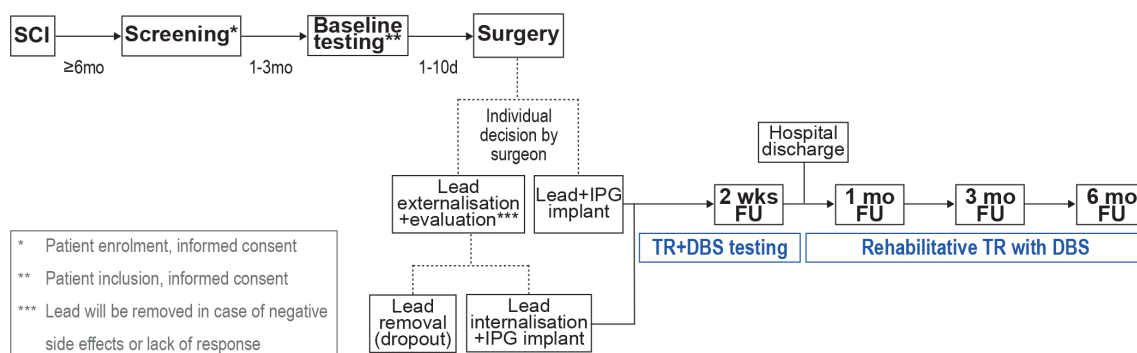 SCI
Screening*
Baseline
testing**
Surgery
≥6mo
1-3mo
1-10d
Individual
decision by
surgeon
Hospital
discharge
Lead
externalisation
+evaluation***
Lead+IPG
implant
2 wks
FU
1 mo
FU
3 mo
FU
6 mo
FU
TR+DBS testing
Rehabilitative TR with DBS
Lead
removal
(dropout)
Lead
internalisation
+IPG implant
* Patient enrolment, informed consent
** Patient inclusion, informed consent
*** Lead will be removed in case of negative
side effects or lack of response